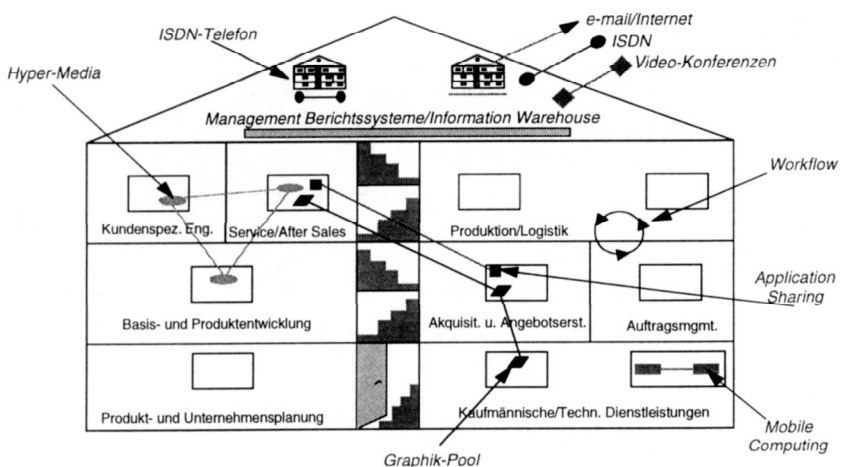 e-mail/Internet
ISDN-Telefon
ISDN
Hyper-Media
Video-Konferenzen
Management Berichtssysteme/Information Warehouse
Workflow
Kundenspez. Eng.
Service/After Sales
Produktion/Logistik
Application
Sharing
Basis- und Produktentwicklung
Akquisit. u. Angebotserst.
Auftragsmgmt.
Produkt- und Unternehmensplanung
Kaufmännische/Techn. Dienstleistungen
Mobile
Computing
Graphik-Pool